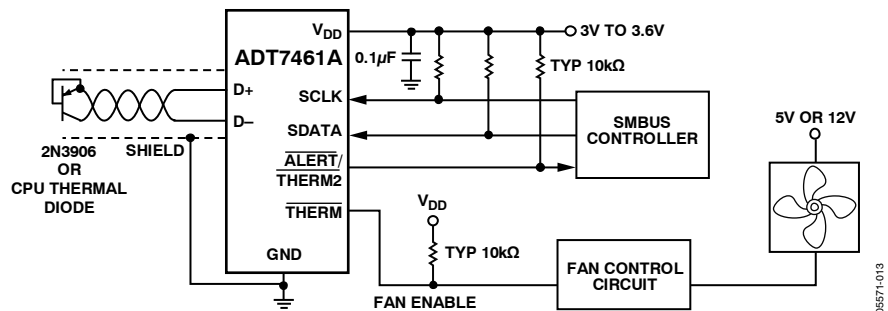 VDD
3V TO 3.6V
ADT7461A
0.1µF
TYP 10kΩ
D+
SCLK
D–
SDATA
SMBUS
CONTROLLER
5V OR 12V
2N3906
OR
CPU THERMAL
DIODE
SHIELD
ALERT/
THERM2
THERM
VDD
TYP 10kΩ
GND
FAN CONTROL
CIRCUIT
FAN ENABLE
05571-013